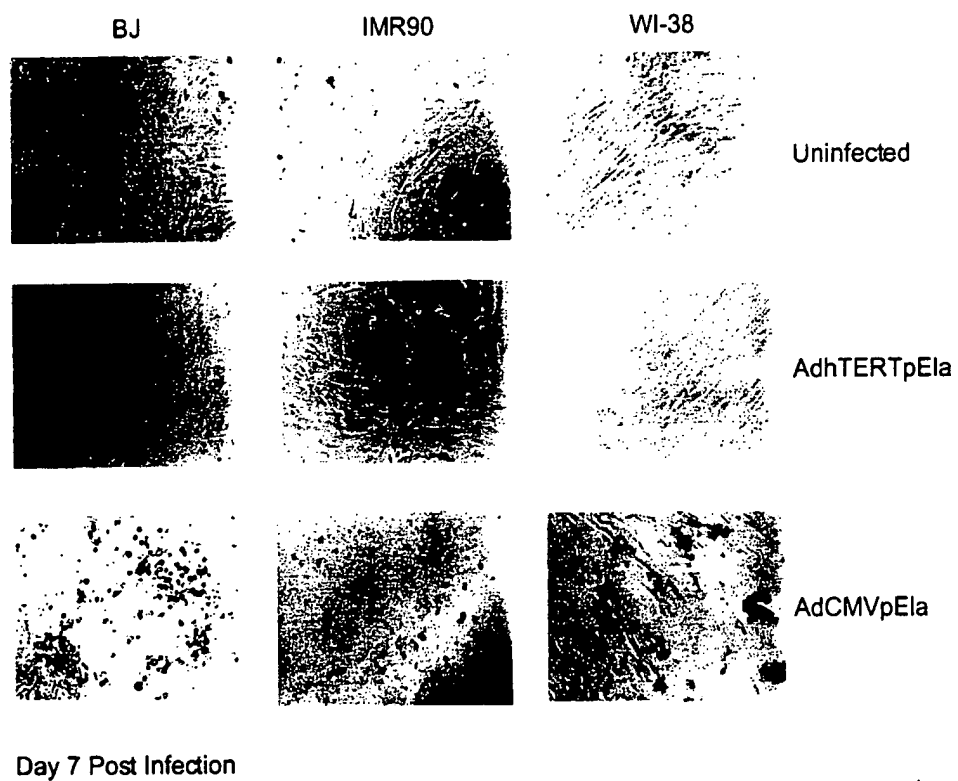 BJ
IMR90
WI-38
Uninfected
AdhTERTpEla
AdCMVpEla
Day 7 Post Infection